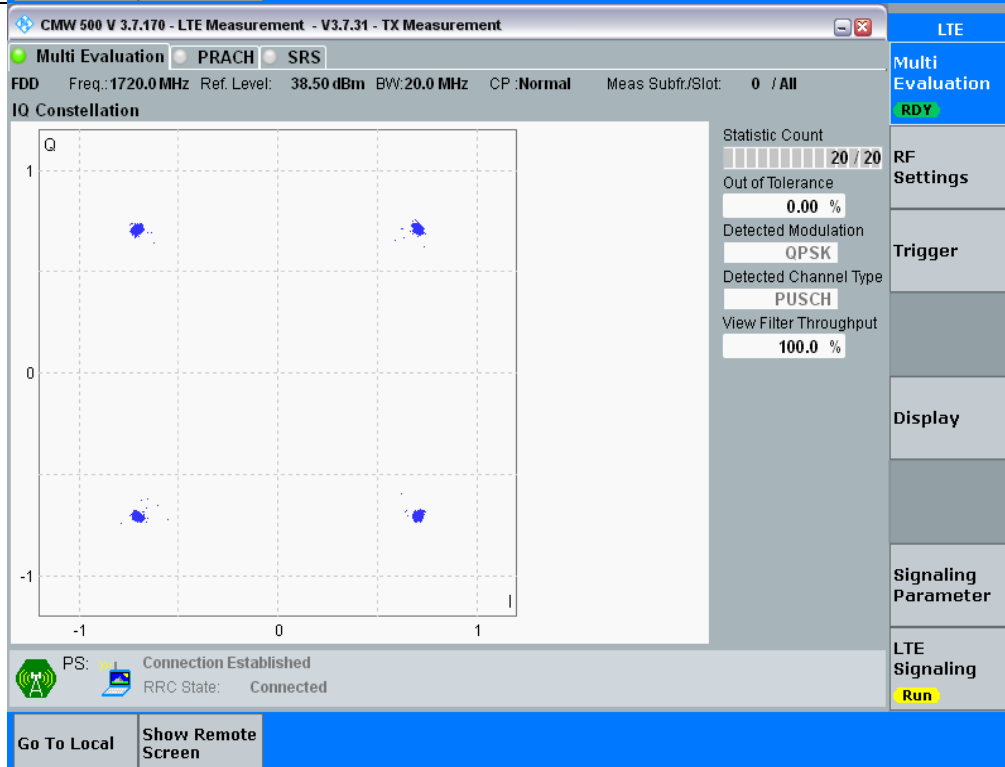 CMW 500 V 3.7.170 - LTE Measurement - V3.7.31 - TX Measurement
LTE
Multi Evaluation PRACH SRS
FDD Freq.:1720.0 MHz Ref. Level: 38.50 dBm BW:20.0 MHz CP :Normal Meas Subfr./Slot: 0 / All
IQ Constellation
Q
1
0
-1
-1 0 1
I
Statistic Count
20 / 20
Out of Tolerance
0.00 %
Detected Modulation
QPSK
Detected Channel Type
PUSCH
View Filter Throughput
100.0 %
Multi
Evaluation
RDY
RF
Settings
Trigger
Display
Signaling
Parameter
LTE
Signaling
Run
PS: Connection Established
RRC State: Connected
Go To Local
Show Remote
Screen